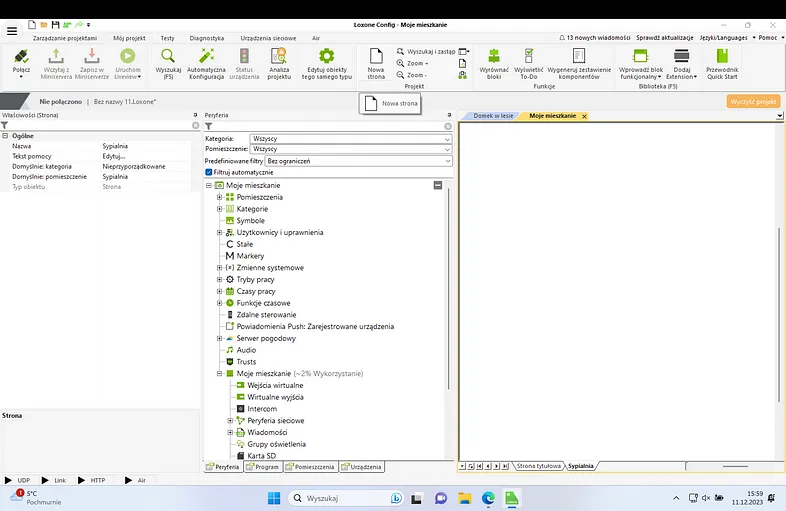 Loxone Config - Moje mieszkanie
Zarządzanie projektami Mój projekt Testy Diagnostyka Urządzenia sieciowe Air
13 nowych wiadomości Sprawdź aktualizacje Języki/Languages Pomoc
Połącz
Wczytaj z Miniservera
Zapisz w Miniserverze
Uruchom Liveview
Wyszukaj (F5)
Automatyczna Konfiguracja
Status urządzenia
Analiza projektu
Edytuj obiekty tego samego typu
Nowa strona
Wyszukaj i zastąp
Zoom +
Zoom -
Projekt
Wyrównać bloki
Wyświetlić To-Do
Wygeneruj zestawienie komponentów
Funkcje
Wprowadź blok funkcjonalny
Dodaj Extension
Biblioteka (F5)
Przewodnik Quick Start
Nie połączono | Bez nazwy 11.Loxone*
Nowa strona
Wyczyść projekt
Właściwości (Strona)
Ogólne
Nazwa Sypialnia
Tekst pomocy Edytuj...
Domyślnie: kategoria Nieprzyporządkowane
Domyślnie: pomieszczenie Sypialnia
Typ obiektu Strona
Strona
Peryferia
Kategoria: Wszyscy
Pomieszczenie: Wszyscy
Predefiniowane filtry Bez ograniczeń
Filtruj automatycznie
Moje mieszkanie
Pomieszczenia
Kategorie
Symbole
Użytkownicy i uprawnienia
Stałe
Markery
Zmienne systemowe
Tryby pracy
Czasy pracy
Funkcje czasowe
Zdalne sterowanie
Powiadomienia Push: Zarejestrowane urządzenia
Serwer pogodowy
Audio
Trusts
Moje mieszkanie (~2% Wykorzystanie)
Wejścia wirtualne
Wirtualne wyjścia
Intercom
Peryferia sieciowe
Wiadomości
Grupy oświetlenia
Karta SD
Peryferia Program Pomieszczenia Urządzenia
Domek w lesie Moje mieszkanie
Strona tytułowa Sypialnia
UDP Link HTTP Air
1
5°C
Pochmurnie
Wyszukaj
15:59
11.12.2023